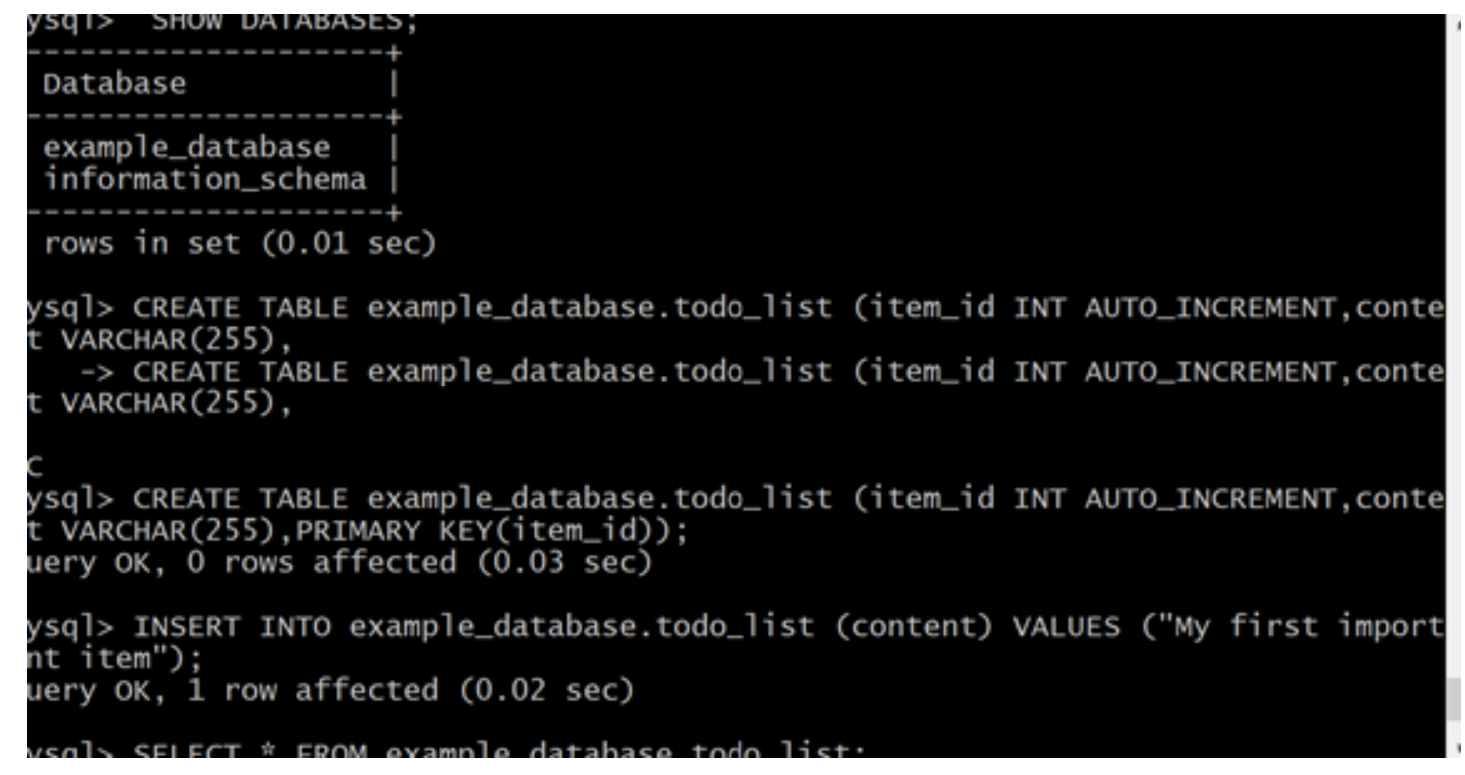 ysql>  SHOW DATABASES;
--------------------+
 Database           |
--------------------+
 example_database   |
 information_schema |
--------------------+
 rows in set (0.01 sec)
ysql> CREATE TABLE example_database.todo_list (item_id INT AUTO_INCREMENT,conte
t VARCHAR(255),
   -> CREATE TABLE example_database.todo_list (item_id INT AUTO_INCREMENT,conte
t VARCHAR(255),
C
ysql> CREATE TABLE example_database.todo_list (item_id INT AUTO_INCREMENT,conte
t VARCHAR(255),PRIMARY KEY(item_id));
uery OK, 0 rows affected (0.03 sec)
ysql> INSERT INTO example_database.todo_list (content) VALUES ("My first import
nt item");
uery OK, 1 row affected (0.02 sec)
ysql> SELECT * FROM example_database.todo_list;